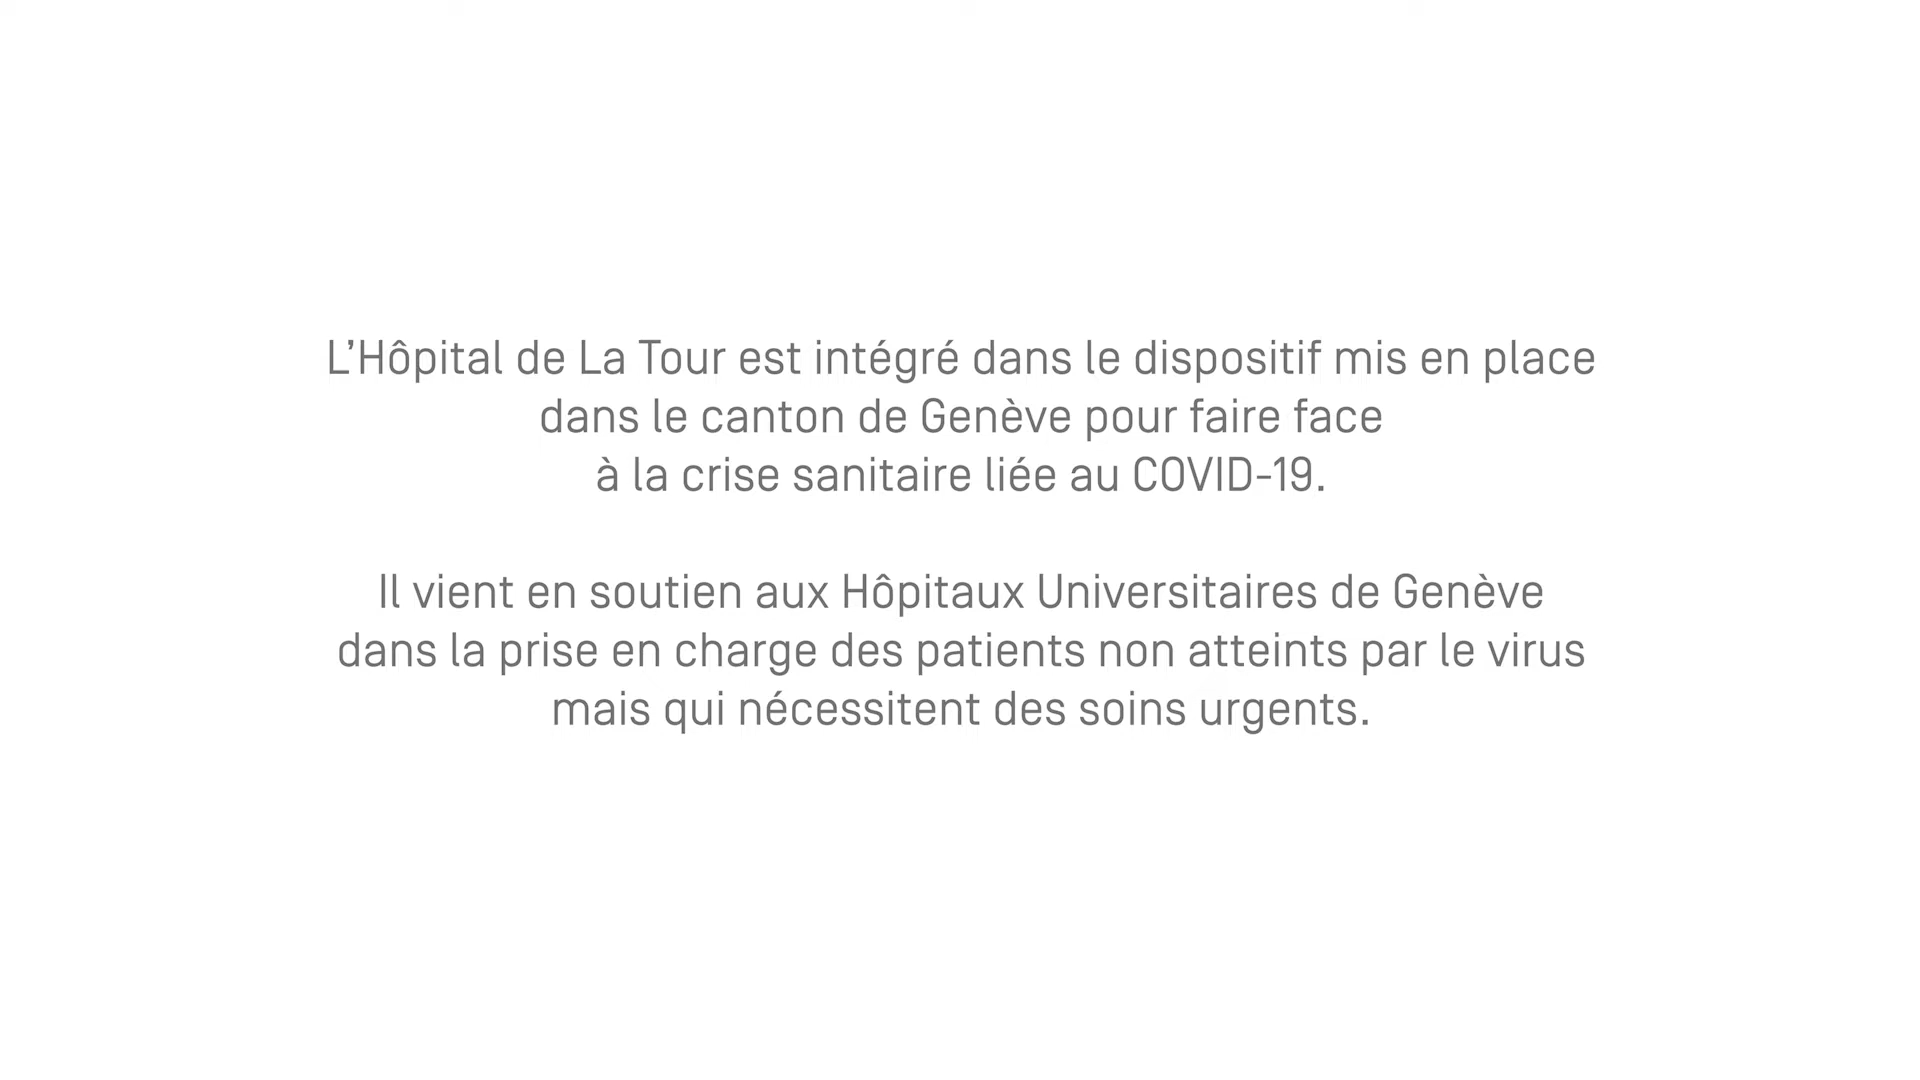 L’Hôpital de La Tour est intégré dans le dispositif mis en place
dans le canton de Genève pour faire face
à la crise sanitaire liée au COVID-19.
Il vient en soutien aux Hôpitaux Universitaires de Genève
dans la prise en charge des patients non atteints par le virus
mais qui nécessitent des soins urgents.